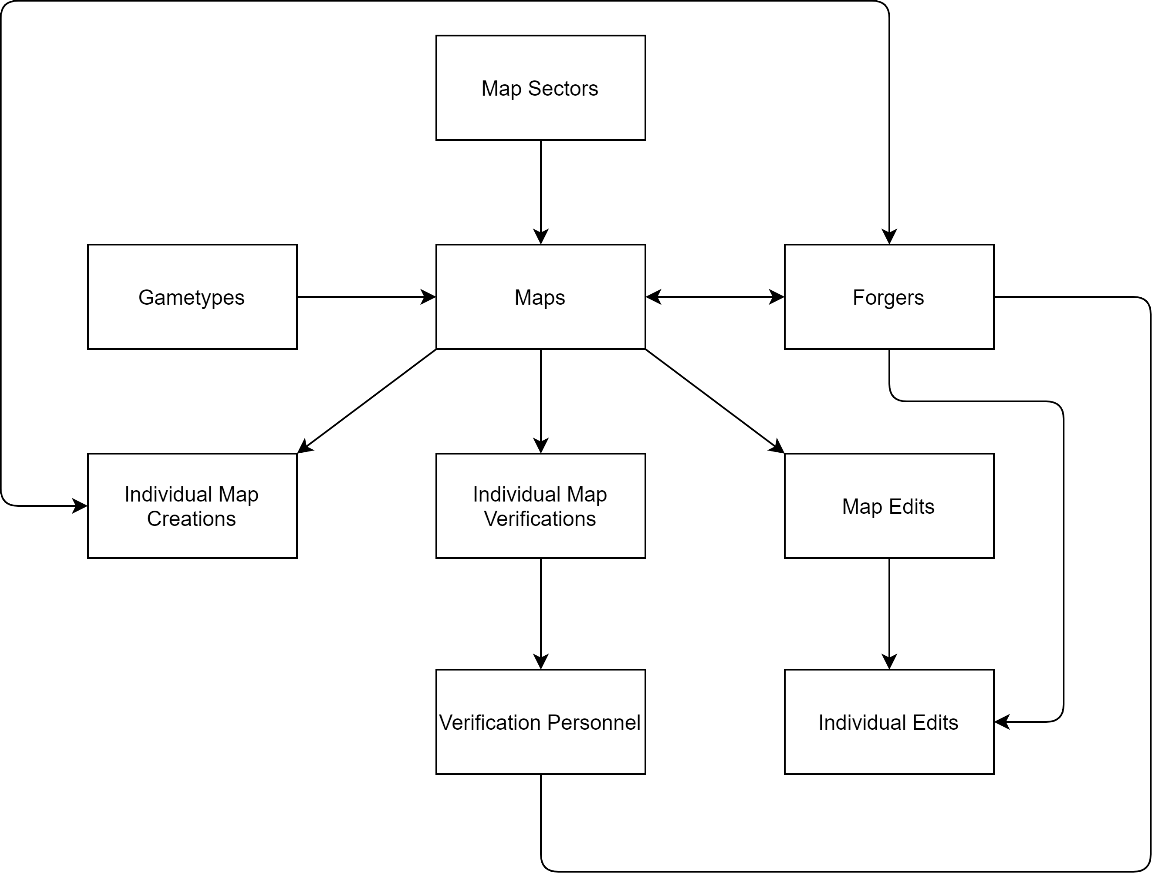 Map Sectors
Gametypes
Maps
Forgers
Individual Map
Creations
Individual Map
Verifications
Map Edits
Verification Personnel
Individual Edits